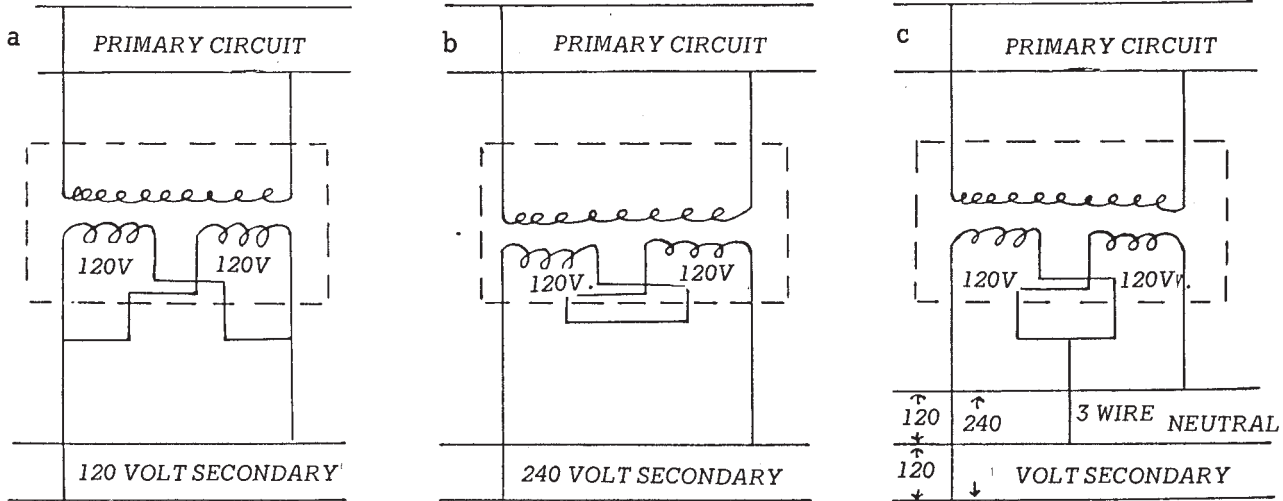 a
PRIMARY CIRCUIT
120V
120V
120 VOLT SECONDARY
b
PRIMARY CIRCUIT
120V.
120V
240 VOLT SECONDARY
c
PRIMARY CIRCUIT
120V
120V.
120
240
3 WIRE
NEUTRAL
120
VOLT SECONDARY